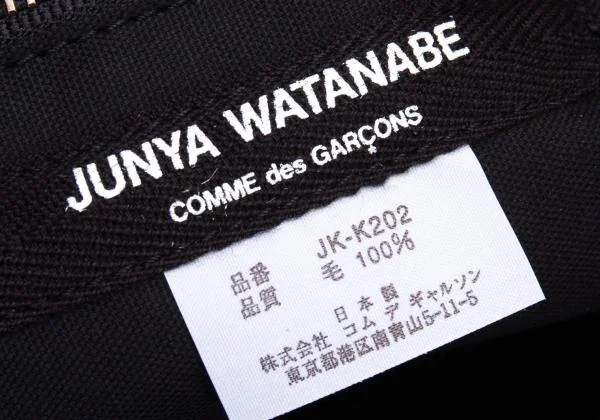 JUNYA WATANABE
COMME des GARÇONS
品番 JK-K202
品質 毛 100%
日本製
株式会社 コム デ ギャルソン
東京都港区南青山5-11-5